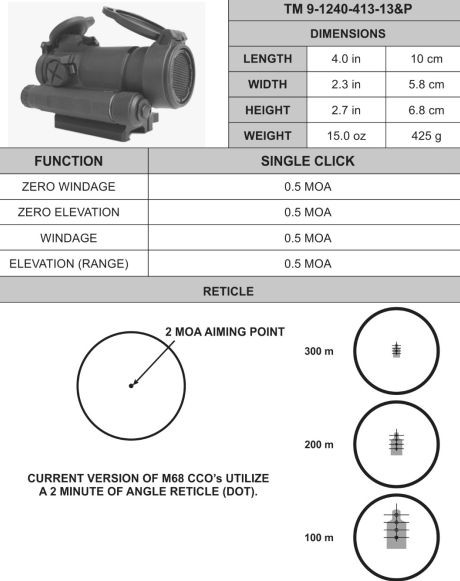 TM 9-1240-413-13&P
DIMENSIONS
LENGTH 4.0 in 10 cm
WIDTH 2.3 in 5.8 cm
HEIGHT 2.7 in 6.8 cm
WEIGHT 15.0 oz 425 g
FUNCTION SINGLE CLICK
ZERO WINDAGE 0.5 MOA
ZERO ELEVATION 0.5 MOA
WINDAGE 0.5 MOA
ELEVATION (RANGE) 0.5 MOA
RETICLE
2 MOA AIMING POINT
CURRENT VERSION OF M68 CCO's UTILIZE
A 2 MINUTE OF ANGLE RETICLE (DOT).
300 m
200 m
100 m